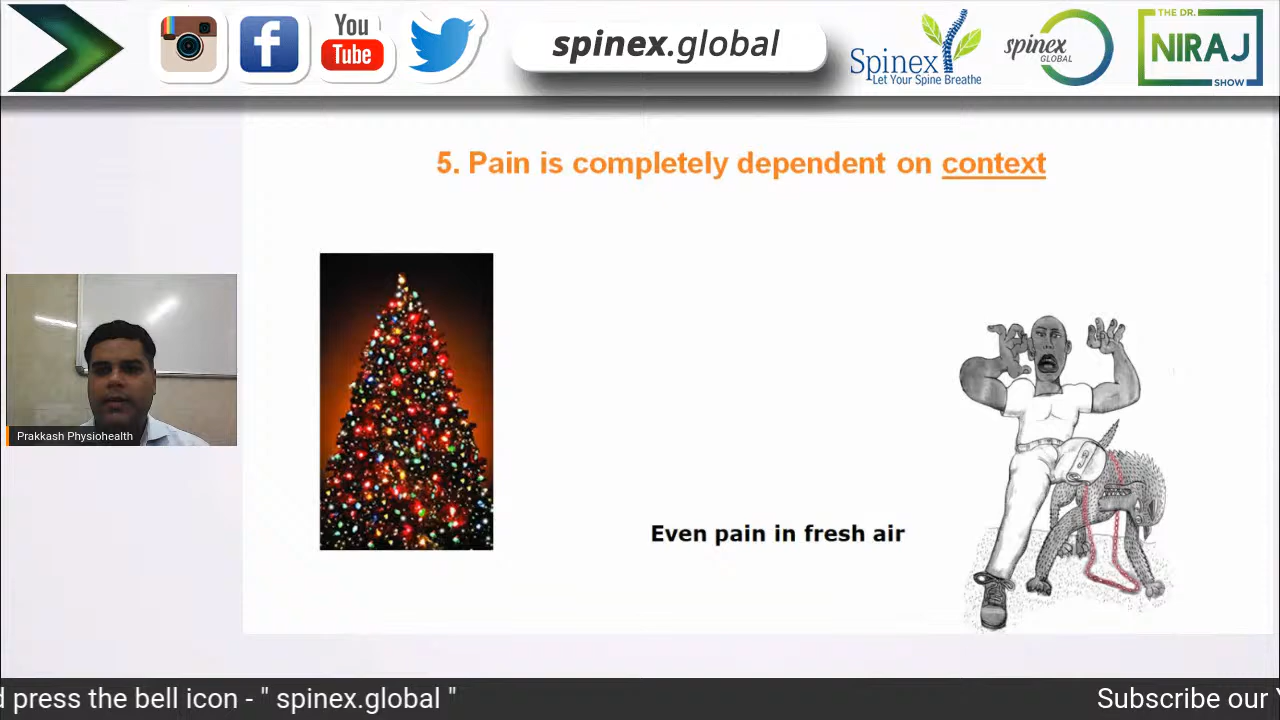 You
Tube
spinex.global
Spinex
Let Your Spine Breathe
spinex
GLOBAL
THE DR.
NIRAJ
SHOW
5. Pain is completely dependent on context
Prakkash Physiohealth
Even pain in fresh air
d press the bell icon - " spinex.global "
Subscribe our Y